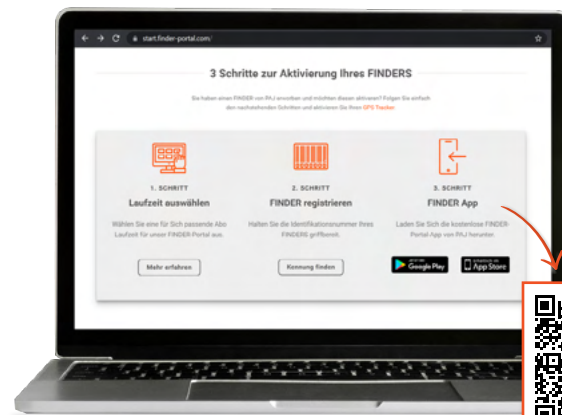 start.finder-portal.com/
3 Schritte zur Aktivierung Ihres FINDERS
Sie haben einen FINDER von PAJ erworben und möchten diesen aktivieren? Folgen Sie einfach
den nachstehenden Schritten und aktivieren Sie Ihren GPS Tracker.
1. SCHRITT
Laufzeit auswählen
Wählen Sie eine für Sich passende Abo
Laufzeit für unser FINDER-Portal aus.
Mehr erfahren
2. SCHRITT
FINDER registrieren
Halten Sie die Identifikationsnummer Ihres
FINDERS griffbereit.
Kennung finden
3. SCHRITT
FINDER App
Laden Sie Sich die kostenlose FINDER-
Portal-App von PAJ herunter.
Google Play
App Store